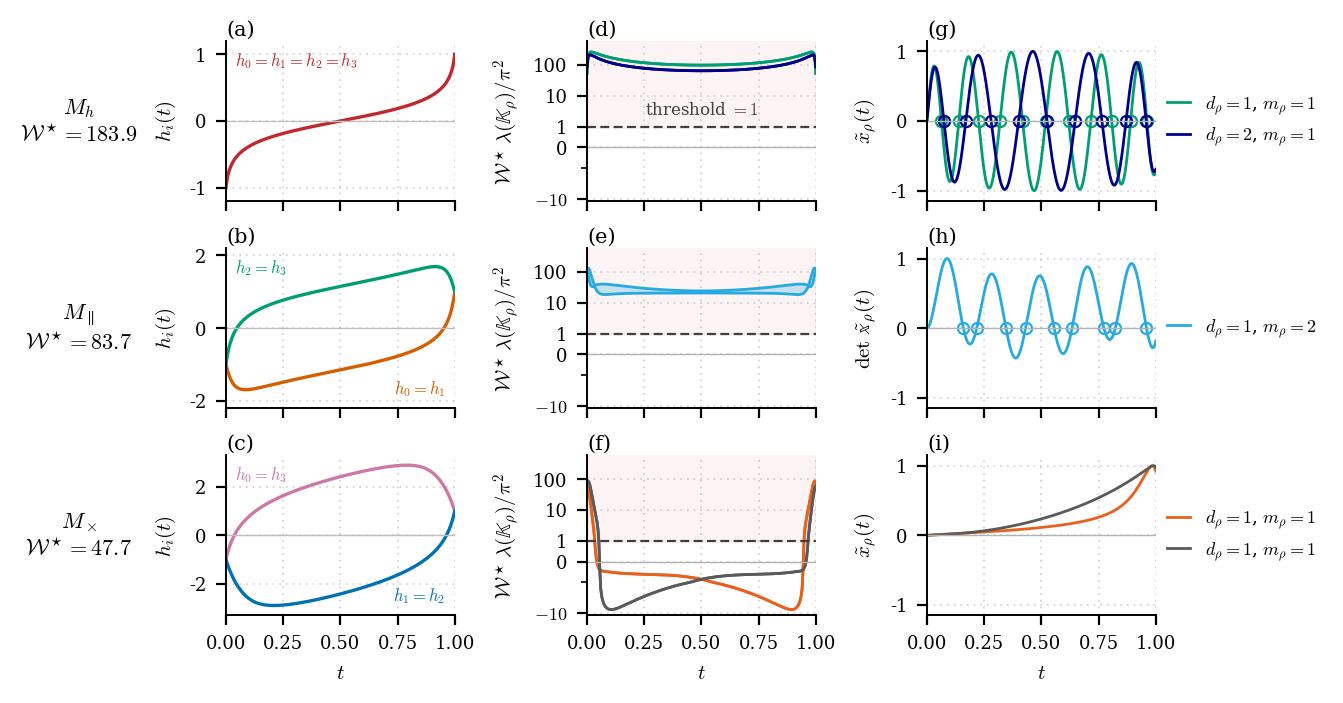 (a)
M_h
𝒲⋆ = 183.9
h_i(t)
1
0
-1
h_0 = h_1 = h_2 = h_3
(d)
𝒲⋆ λ(𝕂_ρ)/π²
100
10
1
0
−10
threshold = 1
(g)
x̃_ρ(t)
1
0
-1
d_ρ = 1, m_ρ = 1
d_ρ = 2, m_ρ = 1
(b)
M_∥
𝒲⋆ = 83.7
h_i(t)
2
0
-2
h_2 = h_3
h_0 = h_1
(e)
𝒲⋆ λ(𝕂_ρ)/π²
100
10
1
0
−10
(h)
det x̃_ρ(t)
1
0
-1
d_ρ = 1, m_ρ = 2
(c)
M_×
𝒲⋆ = 47.7
h_i(t)
2
0
-2
h_0 = h_3
h_1 = h_2
0.00 0.25 0.50 0.75 1.00
t
(f)
𝒲⋆ λ(𝕂_ρ)/π²
100
10
1
0
−10
0.00 0.25 0.50 0.75 1.00
t
(i)
x̃_ρ(t)
1
0
-1
d_ρ = 1, m_ρ = 1
d_ρ = 1, m_ρ = 1
0.00 0.25 0.50 0.75 1.00
t